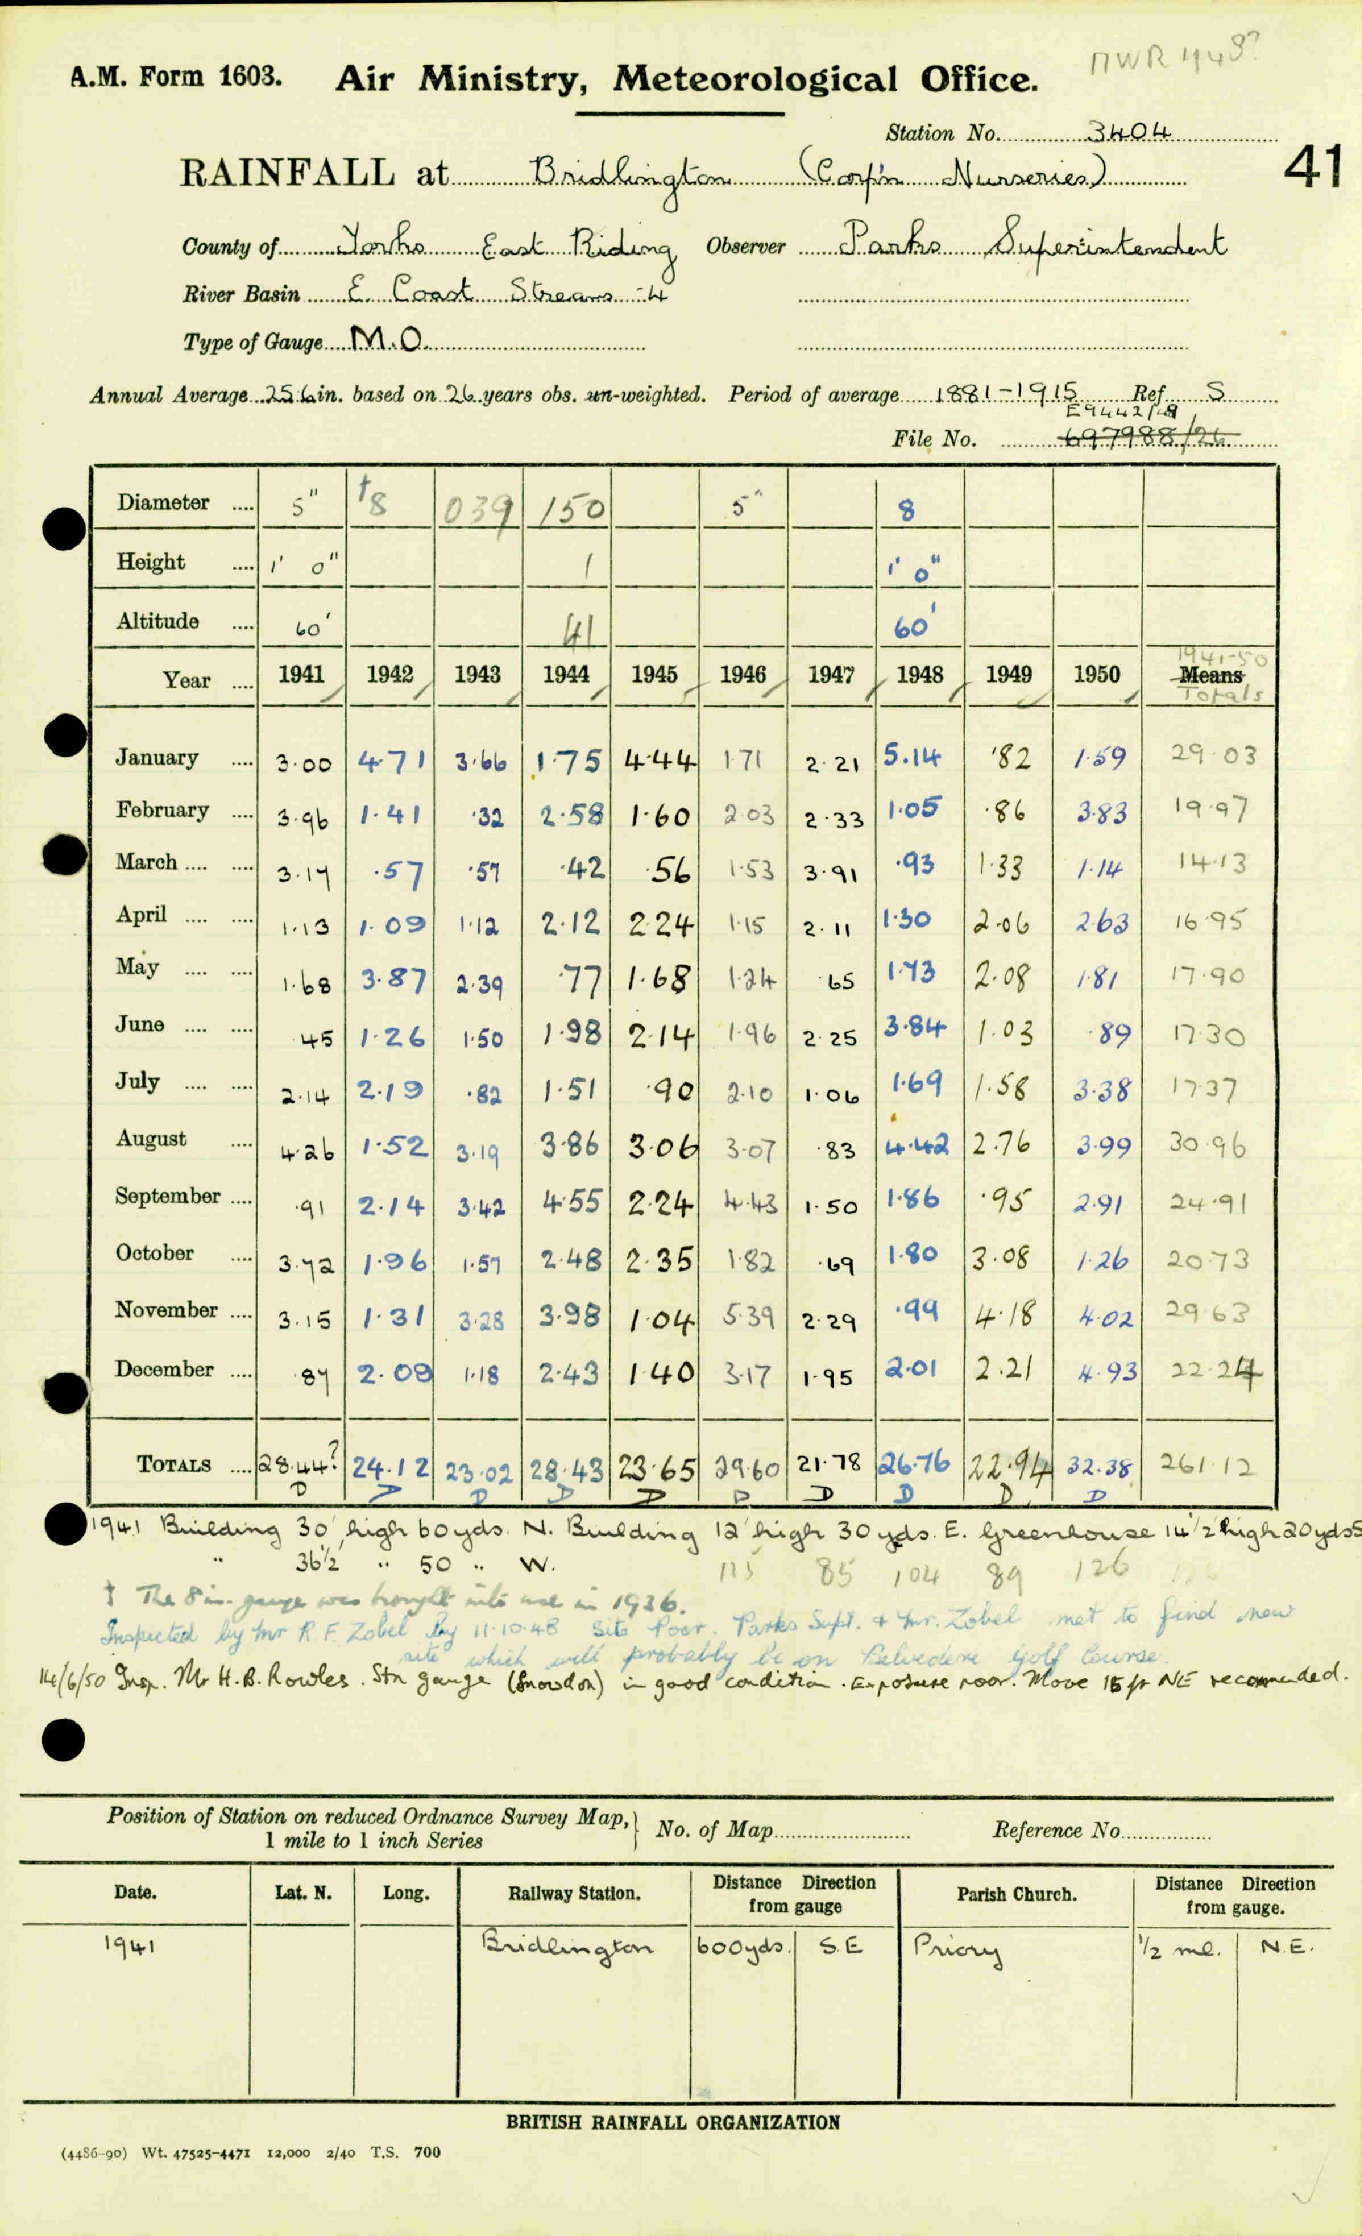 MWR 1948?
A.M. Form 1603. Air Ministry, Meteorological Office.
Station No. 3404
41
RAINFALL at Bridlington (Corp'n Nurseries)
County of Yorks East Riding Observer Parks Superintendent
River Basin E. Coast Streams -4
Type of Gauge M.O.
Annual Average 25.6 in. based on 26 years obs. un-weighted. Period of average 1881-1915 Ref. S
E9442/48
File No. 697988/26
Diameter .... 5" †8 039 150 5" 8
Height .... 1' 0" 1 1' 0"
Altitude .... 60' 41 60'
1941-50
Year .... 1941 1942 1943 1944 1945 1946 1947 1948 1949 1950 Means
Totals
January .... 3.00 4.71 3.66 1.75 4.44 1.71 2.21 5.14 .82 1.59 29.03
February .... 3.96 1.41 .32 2.58 1.60 2.03 2.33 1.05 .86 3.83 19.97
March .... .... 3.17 .57 .57 .42 .56 1.53 3.91 .93 1.33 1.14 14.13
April .... .... 1.13 1.09 1.12 2.12 2.24 1.15 2.11 1.30 2.06 2.63 16.95
May .... .... 1.68 3.87 2.39 .77 1.68 1.24 .65 1.73 2.08 1.81 17.90
June .... .... .45 1.26 1.50 1.98 2.14 1.96 2.25 3.84 1.03 .89 17.30
July .... .... 2.14 2.19 .82 1.51 .90 2.10 1.06 1.69 1.58 3.38 17.37
August .... 4.26 1.52 3.19 3.86 3.06 3.07 .83 4.42 2.76 3.99 30.96
September .... .91 2.14 3.42 4.55 2.24 4.43 1.50 1.86 .95 2.91 24.91
October .... 3.72 1.96 1.57 2.48 2.35 1.82 .69 1.80 3.08 1.26 20.73
November .... 3.15 1.31 3.28 3.98 1.04 5.39 2.29 .99 4.18 4.02 29.63
December .... .87 2.09 1.18 2.43 1.40 3.17 1.95 2.01 2.21 4.93 22.24
TOTALS .... 28.44? 24.12 23.02 28.43 23.65 29.60 21.78 26.76 22.94 32.38 261.12
D D D D D D D D D D
1941 Building 30' high 60 yds. N. Building 12' high 30 yds. E. Greenhouse 14½' high 20 yds S
" 36½' " 50 " W. 115 85 104 89 126
† The 8 in. gauge was brought into use in 1936.
Inspected by Mr R. F. Zobel by 11-10-48 Site Poor. Parks Supt. & Mr. Zobel met to find new
site which will probably be on Belvedere Golf Course.
14/6/50 Insp. Mr H. B. Rowles. Stn gauge (Snowdon) in good condition. Exposure poor. Move 15 ft NE recommended.
Position of Station on reduced Ordnance Survey Map,
1 mile to 1 inch Series
No. of Map Reference No.
Date. Lat. N. Long. Railway Station. Distance Direction from gauge Parish Church. Distance Direction from gauge.
1941 Bridlington 600yds. S.E Priory ½ ml. N.E.
BRITISH RAINFALL ORGANIZATION
(4486-90) Wt. 47525-4471 12,000 2/40 T.S. 700